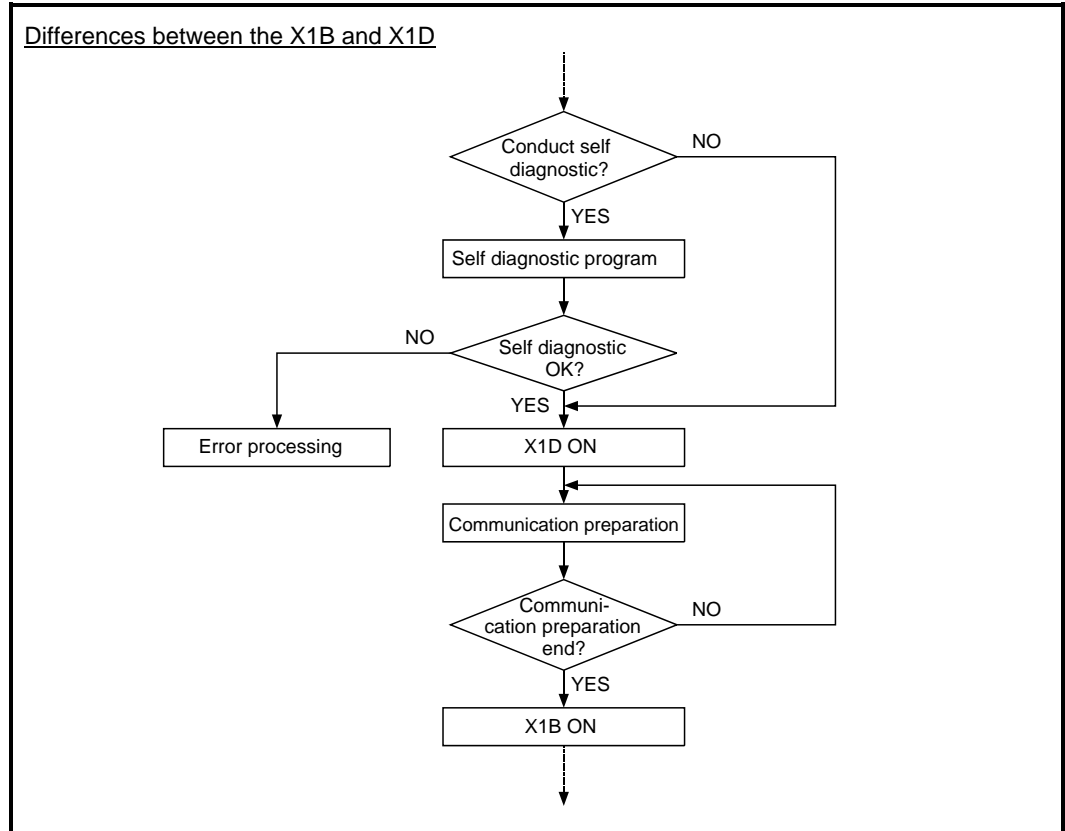 Differences between the X1B and X1D
Conduct self
diagnostic?
NO
YES
Self diagnostic program
NO
Self diagnostic
OK?
YES
Error processing
X1D ON
Communication preparation
Communi-
cation preparation
end?
NO
YES
X1B ON